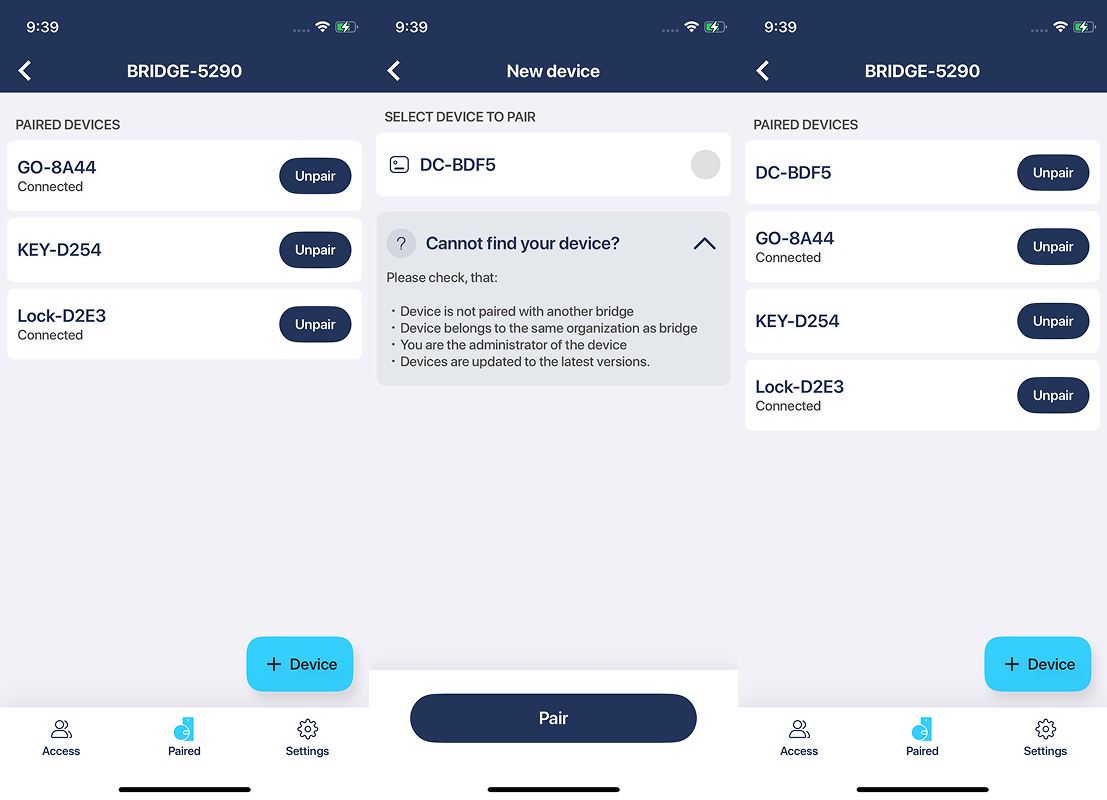 9:39
BRIDGE-5290
PAIRED DEVICES
GO-8A44
Connected
Unpair
KEY-D254
Unpair
Lock-D2E3
Connected
Unpair
+ Device
Access
Paired
Settings
9:39
New device
SELECT DEVICE TO PAIR
DC-BDF5
? Cannot find your device?
Please check, that:
· Device is not paired with another bridge
· Device belongs to the same organization as bridge
· You are the administrator of the device
· Devices are updated to the latest versions.
Pair
9:39
BRIDGE-5290
PAIRED DEVICES
DC-BDF5
Unpair
GO-8A44
Connected
Unpair
KEY-D254
Unpair
Lock-D2E3
Connected
Unpair
+ Device
Access
Paired
Settings